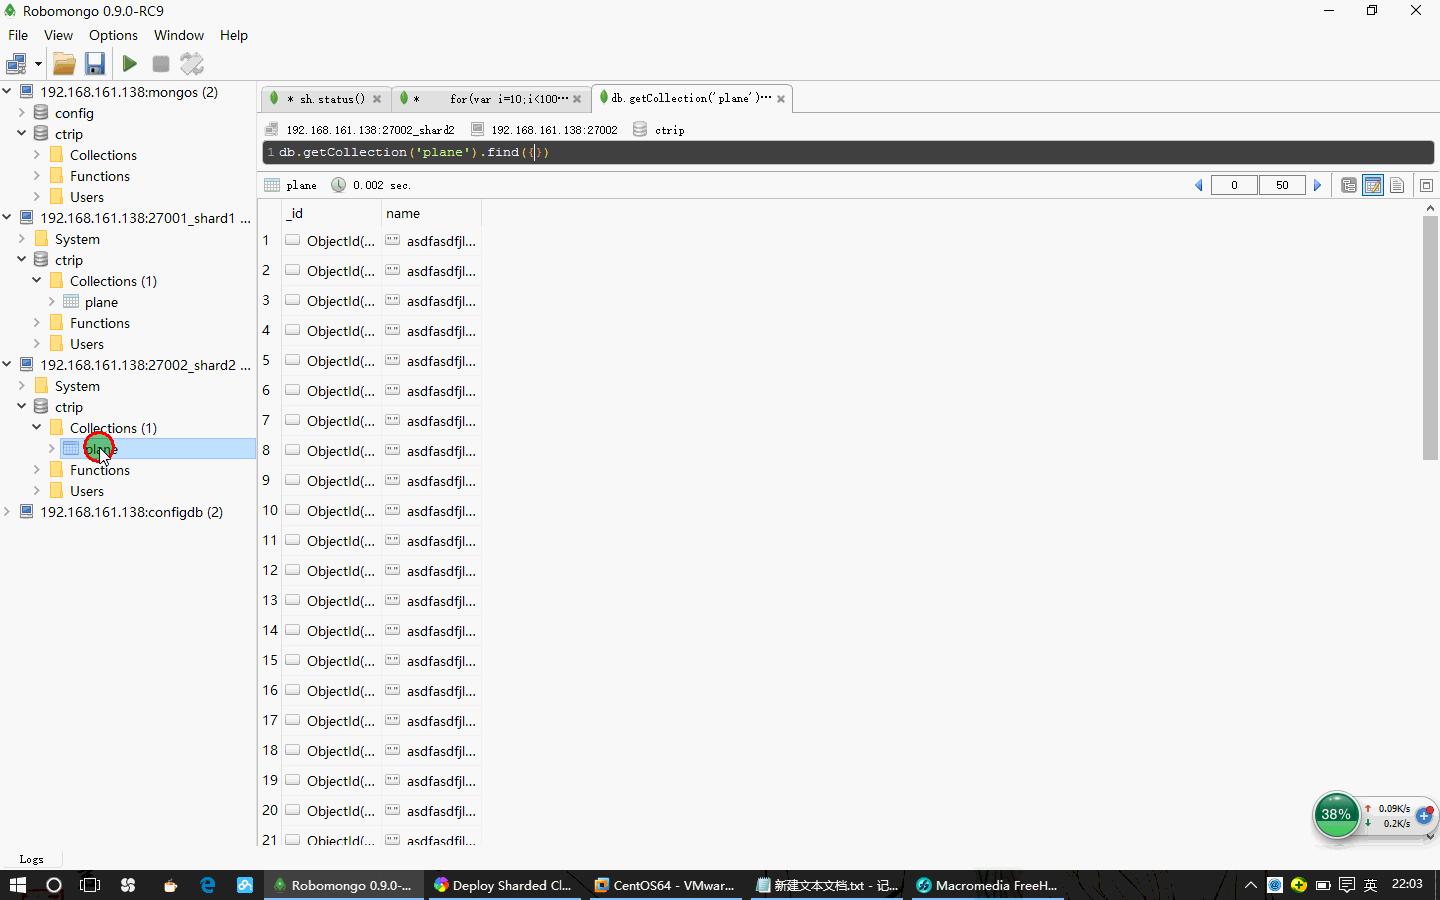 Robomongo 0.9.0-RC9
File View Options Window Help
192.168.161.138:mongos (2)
config
ctrip
Collections
Functions
Users
192.168.161.138:27001_shard1 ...
System
ctrip
Collections (1)
plane
Functions
Users
192.168.161.138:27002_shard2 ...
System
ctrip
Collections (1)
plane
Functions
Users
192.168.161.138:configdb (2)
* sh.status()
* for(var i=10;i<100···
db.getCollection('plane')···
192.168.161.138:27002_shard2 192.168.161.138:27002 ctrip
1 db.getCollection('plane').find({})
plane 0.002 sec.
0 50
_id name
1 ObjectId(... "" asdfasdfjl...
2 ObjectId(... "" asdfasdfjl...
3 ObjectId(... "" asdfasdfjl...
4 ObjectId(... "" asdfasdfjl...
5 ObjectId(... "" asdfasdfjl...
6 ObjectId(... "" asdfasdfjl...
7 ObjectId(... "" asdfasdfjl...
8 ObjectId(... "" asdfasdfjl...
9 ObjectId(... "" asdfasdfjl...
10 ObjectId(... "" asdfasdfjl...
11 ObjectId(... "" asdfasdfjl...
12 ObjectId(... "" asdfasdfjl...
13 ObjectId(... "" asdfasdfjl...
14 ObjectId(... "" asdfasdfjl...
15 ObjectId(... "" asdfasdfjl...
16 ObjectId(... "" asdfasdfjl...
17 ObjectId(... "" asdfasdfjl...
18 ObjectId(... "" asdfasdfjl...
19 ObjectId(... "" asdfasdfjl...
20 ObjectId(... "" asdfasdfjl...
21 ObjectId(... "" asdfasdfjl...
38% 0.09K/s
0.2K/s
Logs
Robomongo 0.9.0-... Deploy Sharded Cl... CentOS64 - VMwar... 新建文本文档.txt - 记... Macromedia FreeH... 英 22:03